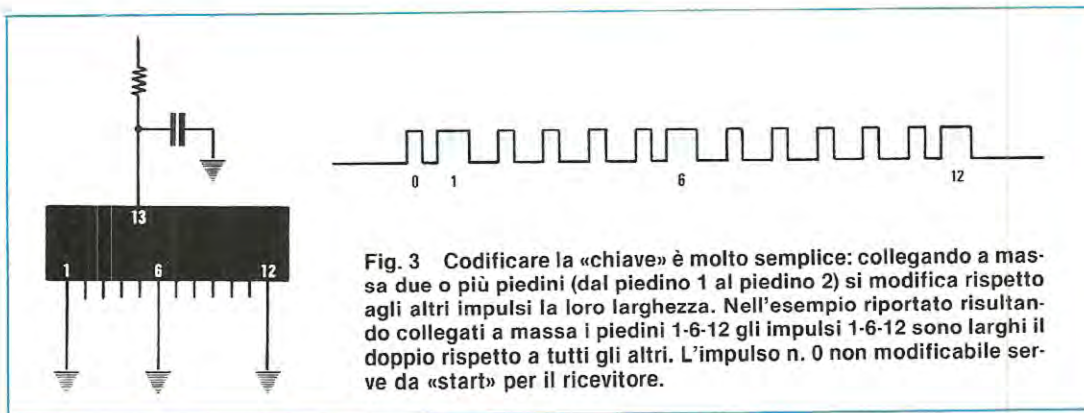 13
1 6 12
0 1 6 12
Fig. 3 Codificare la «chiave» è molto semplice: collegando a mas-
sa due o più piedini (dal piedino 1 al piedino 2) si modifica rispetto
agli altri impulsi la loro larghezza. Nell'esempio riportato risultan-
do collegati a massa i piedini 1-6-12 gli impulsi 1-6-12 sono larghi il
doppio rispetto a tutti gli altri. L'impulso n. 0 non modificabile ser-
ve da «start» per il ricevitore.